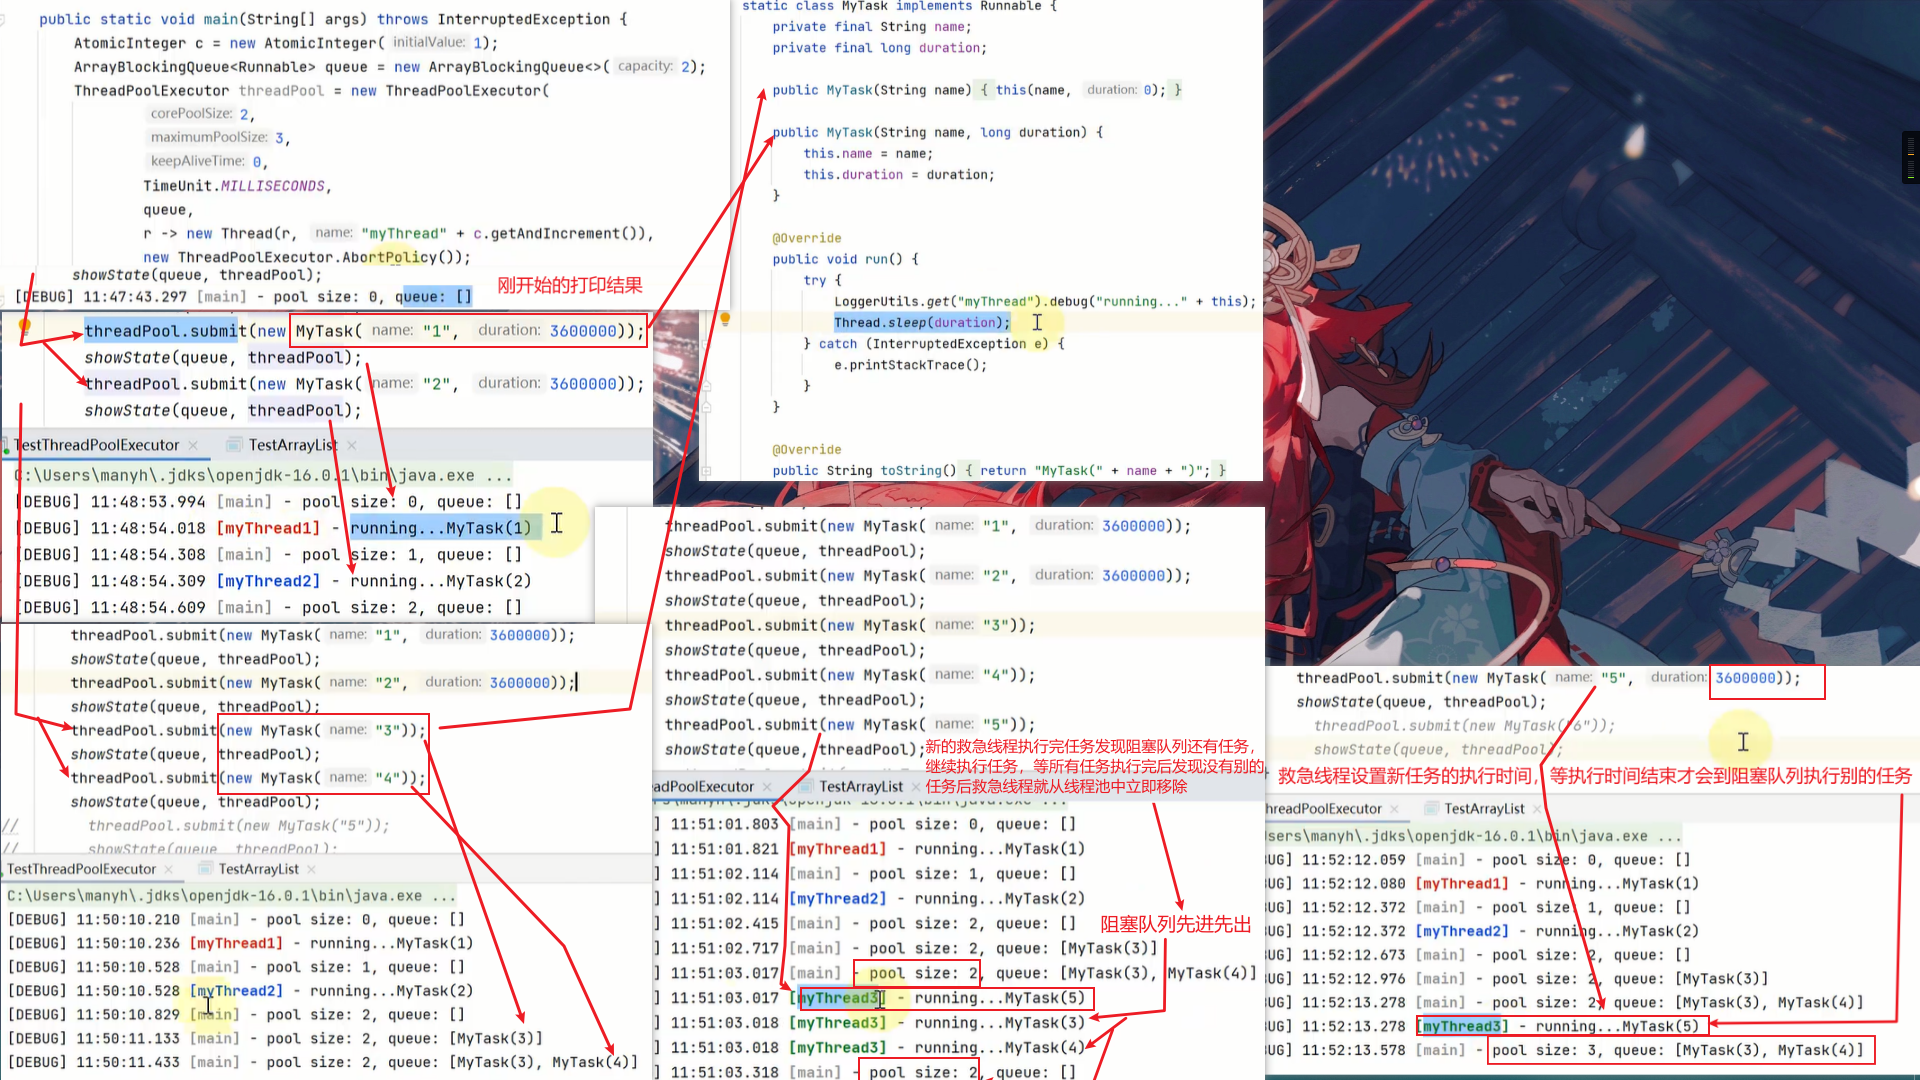 public static void main(String[] args) throws InterruptedException {
AtomicInteger c = new AtomicInteger( initialValue: 1);
ArrayBlockingQueue<Runnable> queue = new ArrayBlockingQueue<>( capacity: 2);
ThreadPoolExecutor threadPool = new ThreadPoolExecutor(
corePoolSize: 2,
maximumPoolSize: 3,
keepAliveTime: 0,
TimeUnit.MILLISECONDS,
queue,
r -> new Thread(r, name: "myThread" + c.getAndIncrement()),
new ThreadPoolExecutor.AbortPolicy());
showState(queue, threadPool);
[DEBUG] 11:47:43.297 [main] - pool size: 0, queue: []
刚开始的打印结果
threadPool.submit(new MyTask( name: "1", duration: 3600000));
showState(queue, threadPool);
threadPool.submit(new MyTask( name: "2", duration: 3600000));
showState(queue, threadPool);
TestThreadPoolExecutor × TestArrayList ×
C:\Users\manyh\.jdks\openjdk-16.0.1\bin\java.exe ...
[DEBUG] 11:48:53.994 [main] - pool size: 0, queue: []
[DEBUG] 11:48:54.018 [myThread1] - running...MyTask(1)
[DEBUG] 11:48:54.308 [main] - pool size: 1, queue: []
[DEBUG] 11:48:54.309 [myThread2] - running...MyTask(2)
[DEBUG] 11:48:54.609 [main] - pool size: 2, queue: []
threadPool.submit(new MyTask( name: "1", duration: 3600000));
showState(queue, threadPool);
threadPool.submit(new MyTask( name: "2", duration: 3600000));
showState(queue, threadPool);
threadPool.submit(new MyTask( name: "3"));
showState(queue, threadPool);
threadPool.submit(new MyTask( name: "4"));
showState(queue, threadPool);
// threadPool.submit(new MyTask("5"));
// showState(queue, threadPool);
TestThreadPoolExecutor × TestArrayList ×
C:\Users\manyh\.jdks\openjdk-16.0.1\bin\java.exe ...
[DEBUG] 11:50:10.210 [main] - pool size: 0, queue: []
[DEBUG] 11:50:10.236 [myThread1] - running...MyTask(1)
[DEBUG] 11:50:10.528 [main] - pool size: 1, queue: []
[DEBUG] 11:50:10.528 [myThread2] - running...MyTask(2)
[DEBUG] 11:50:10.829 [main] - pool size: 2, queue: []
[DEBUG] 11:50:11.133 [main] - pool size: 2, queue: [MyTask(3)]
[DEBUG] 11:50:11.433 [main] - pool size: 2, queue: [MyTask(3), MyTask(4)]
static class MyTask implements Runnable {
private final String name;
private final long duration;
public MyTask(String name) { this(name, duration: 0); }
public MyTask(String name, long duration) {
this.name = name;
this.duration = duration;
}
@Override
public void run() {
try {
LoggerUtils.get("myThread").debug("running..." + this);
Thread.sleep(duration);
} catch (InterruptedException e) {
e.printStackTrace();
}
}
@Override
public String toString() { return "MyTask(" + name + ")"; }
threadPool.submit(new MyTask( name: "1", duration: 3600000));
showState(queue, threadPool);
threadPool.submit(new MyTask( name: "2", duration: 3600000));
showState(queue, threadPool);
threadPool.submit(new MyTask( name: "3"));
showState(queue, threadPool);
threadPool.submit(new MyTask( name: "4"));
showState(queue, threadPool);
threadPool.submit(new MyTask( name: "5"));
showState(queue, threadPool);
新的救急线程执行完任务发现阻塞队列还有任务，
继续执行任务，等所有任务执行完后发现没有别的
任务后救急线程就从线程池中立即移除
adPoolExecutor × TestArrayList ×
] 11:51:01.803 [main] - pool size: 0, queue: []
] 11:51:01.821 [myThread1] - running...MyTask(1)
] 11:51:02.114 [main] - pool size: 1, queue: []
] 11:51:02.114 [myThread2] - running...MyTask(2)
] 11:51:02.415 [main] - pool size: 2, queue: []
阻塞队列先进先出
] 11:51:02.717 [main] - pool size: 2, queue: [MyTask(3)]
] 11:51:03.017 [main] - pool size: 2, queue: [MyTask(3), MyTask(4)]
] 11:51:03.017 [myThread3] - running...MyTask(5)
] 11:51:03.018 [myThread3] - running...MyTask(3)
] 11:51:03.018 [myThread3] - running...MyTask(4)
] 11:51:03.318 [main] - pool size: 2, queue: []
threadPool.submit(new MyTask( name: "5", duration: 3600000));
showState(queue, threadPool);
threadPool.submit(new MyTask("6"));
showState(queue, threadPool);
救急线程设置新任务的执行时间，等执行时间结束才会到阻塞队列执行别的任务
hreadPoolExecutor × TestArrayList ×
sers\manyh\.jdks\openjdk-16.0.1\bin\java.exe ...
BUG] 11:52:12.059 [main] - pool size: 0, queue: []
BUG] 11:52:12.080 [myThread1] - running...MyTask(1)
BUG] 11:52:12.372 [main] - pool size: 1, queue: []
BUG] 11:52:12.372 [myThread2] - running...MyTask(2)
BUG] 11:52:12.673 [main] - pool size: 2, queue: []
BUG] 11:52:12.976 [main] - pool size: 2, queue: [MyTask(3)]
BUG] 11:52:13.278 [main] - pool size: 2, queue: [MyTask(3), MyTask(4)]
BUG] 11:52:13.278 [myThread3] - running...MyTask(5)
BUG] 11:52:13.578 [main] - pool size: 3, queue: [MyTask(3), MyTask(4)]